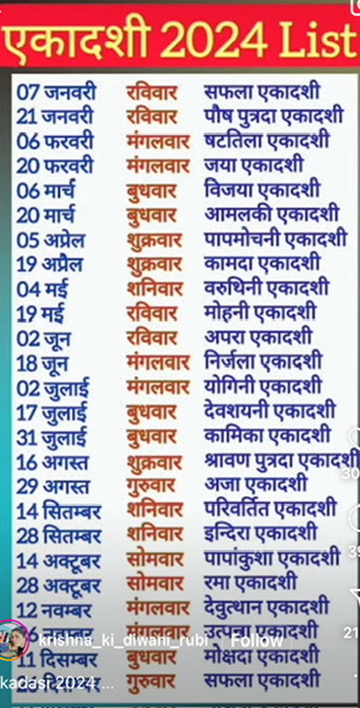 एकादशी 2024 List
07 जनवरी रविवार सफला एकादशी
21 जनवरी रविवार पौष पुत्रदा एकादशी
06 फरवरी मंगलवार षटतिला एकादशी
20 फरवरी मंगलवार जया एकादशी
06 मार्च बुधवार विजया एकादशी
20 मार्च बुधवार आमलकी एकादशी
05 अप्रेल शुक्रवार पापमोचनी एकादशी
19 अप्रैल शुक्रवार कामदा एकादशी
04 मई शनिवार वरुथिनी एकादशी
19 मई रविवार मोहनी एकादशी
02 जून रविवार अपरा एकादशी
18 जून मंगलवार निर्जला एकादशी
02 जुलाई मंगलवार योगिनी एकादशी
17 जुलाई बुधवार देवशयनी एकादशी
31 जुलाई बुधवार कामिका एकादशी
16 अगस्त शुक्रवार श्रावण पुत्रदा एकादशी
29 अगस्त गुरुवार अजा एकादशी
14 सितम्बर शनिवार परिवर्तित एकादशी
28 सितम्बर शनिवार इन्दिरा एकादशी
14 अक्टूबर सोमवार पापांकुशा एकादशी
28 अक्टूबर सोमवार रमा एकादशी
12 नवम्बर मंगलवार देवुत्थान एकादशी
उत्पन्ना एकादशी
krishna_ki_diwani_rubi Follow
11 दिसम्बर बुधवार मोक्षदा एकादशी
गुरुवार सफला एकादशी
kadasi 2024 ...